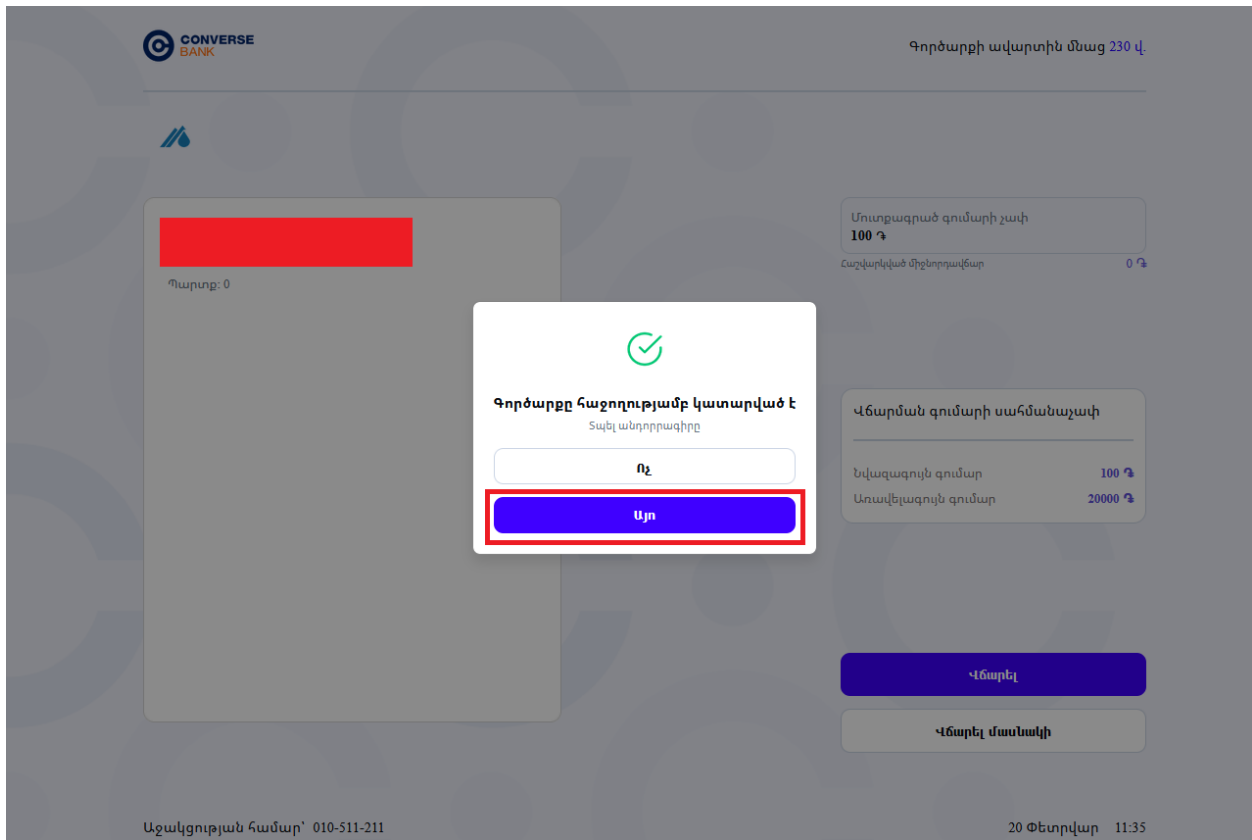 CONVERSE
BANK
Գործարքի ավարտին մնաց 230 վ.
Մուտքագրած գումարի չափ
100 ֏
Հաշվարկված միջնորդավճար 0 ֏
Պարտք: 0
Գործարքը հաջողությամբ կատարված է
Տպել անդորրագիրը
Ոչ
Այո
Վճարման գումարի սահմանաչափ
Նվազագույն գումար 100 ֏
Առավելագույն գումար 20000 ֏
Վճարել
Վճարել մասնակի
Աջակցության համար՝ 010-511-211
20 Փետրվար 11:35